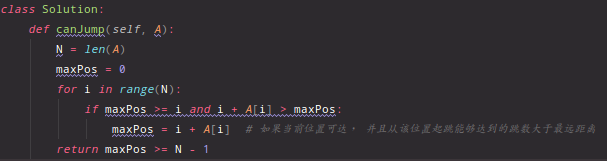 class Solution:
    def canJump(self, A):
        N = len(A)
        maxPos = 0
        for i in range(N):
            if maxPos >= i and i + A[i] > maxPos:
                maxPos = i + A[i]  # 如果当前位置可达, 并且从该位置起跳能够达到的跳数大于最远距离
        return maxPos >= N - 1